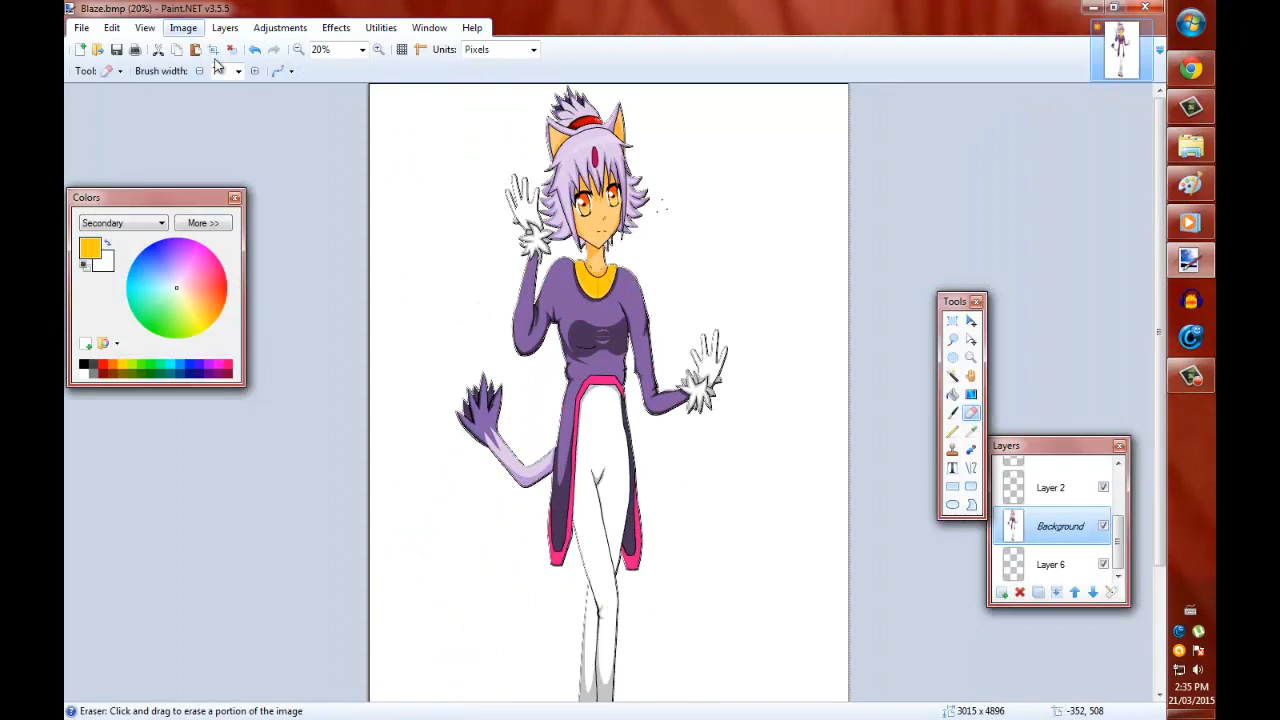 Blaze.bmp (20%) - Paint.NET v3.5.5
File Edit View Image Layers Adjustments Effects Utilities Window Help
20% Units: Pixels
Tool: Brush width:
Colors
Secondary More >>
Tools
Layers
Layer 2
Background
Layer 6
2:35 PM
21/03/2015
Eraser: Click and drag to erase a portion of the image 3015 x 4896 -352, 508